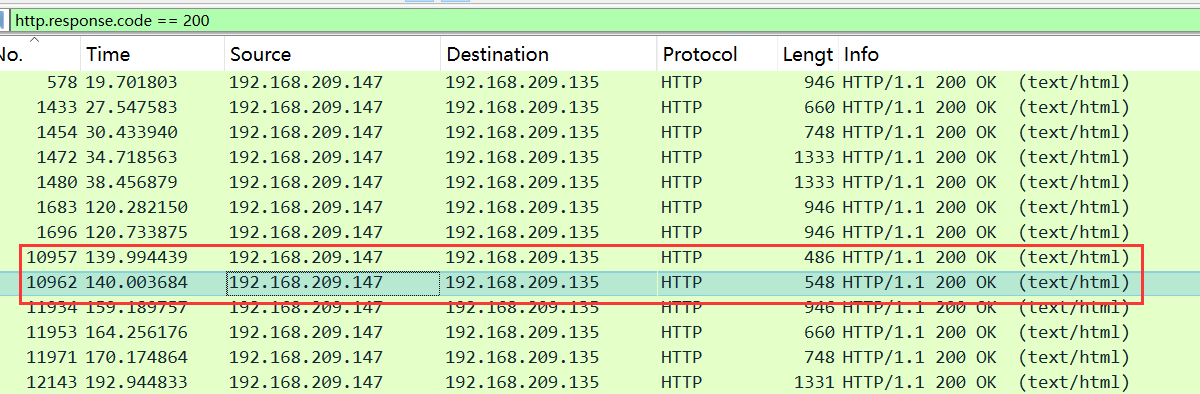 http.response.code == 200
No. Time Source Destination Protocol Lengt Info
578 19.701803 192.168.209.147 192.168.209.135 HTTP 946 HTTP/1.1 200 OK (text/html)
1433 27.547583 192.168.209.147 192.168.209.135 HTTP 660 HTTP/1.1 200 OK (text/html)
1454 30.433940 192.168.209.147 192.168.209.135 HTTP 748 HTTP/1.1 200 OK (text/html)
1472 34.718563 192.168.209.147 192.168.209.135 HTTP 1333 HTTP/1.1 200 OK (text/html)
1480 38.456879 192.168.209.147 192.168.209.135 HTTP 1333 HTTP/1.1 200 OK (text/html)
1683 120.282150 192.168.209.147 192.168.209.135 HTTP 946 HTTP/1.1 200 OK (text/html)
1696 120.733875 192.168.209.147 192.168.209.135 HTTP 946 HTTP/1.1 200 OK (text/html)
10957 139.994439 192.168.209.147 192.168.209.135 HTTP 486 HTTP/1.1 200 OK (text/html)
10962 140.003684 192.168.209.147 192.168.209.135 HTTP 548 HTTP/1.1 200 OK (text/html)
11934 159.189757 192.168.209.147 192.168.209.135 HTTP 946 HTTP/1.1 200 OK (text/html)
11953 164.256176 192.168.209.147 192.168.209.135 HTTP 660 HTTP/1.1 200 OK (text/html)
11971 170.174864 192.168.209.147 192.168.209.135 HTTP 748 HTTP/1.1 200 OK (text/html)
12143 192.944833 192.168.209.147 192.168.209.135 HTTP 1331 HTTP/1.1 200 OK (text/html)